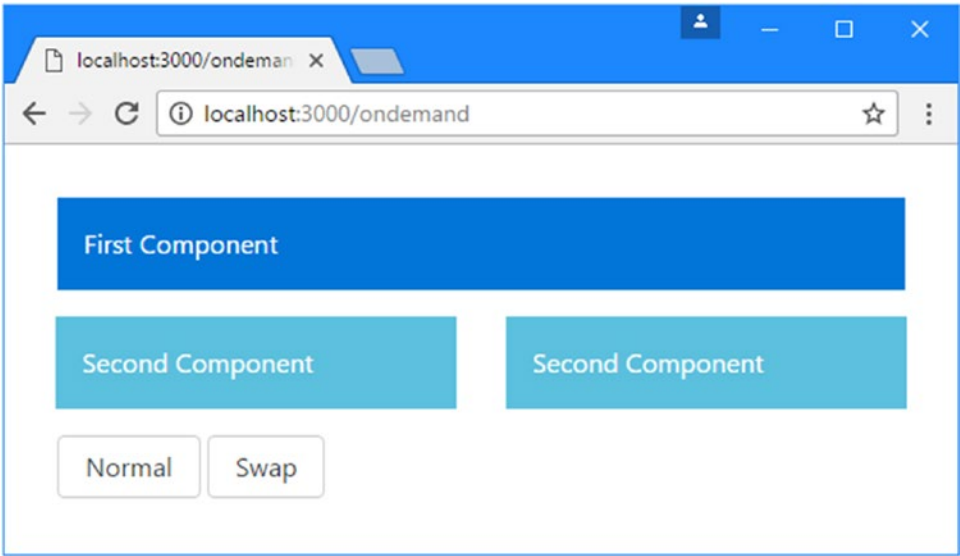 localhost:3000/ondeman
localhost:3000/ondemand
First Component
Second Component Second Component
Normal Swap